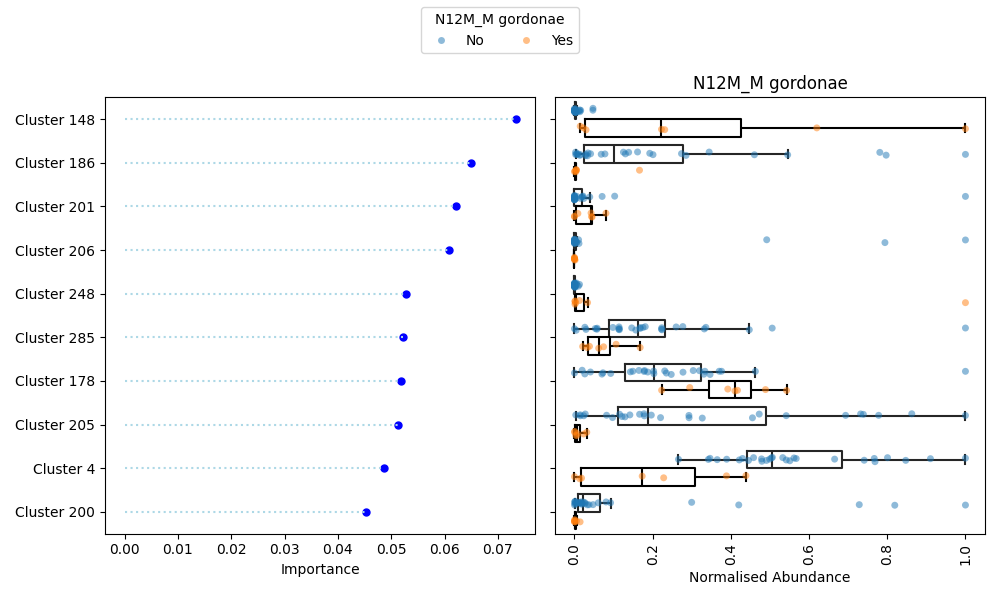 N12M_M gordonae
No Yes
N12M_M gordonae
Cluster 148
Cluster 186
Cluster 201
Cluster 206
Cluster 248
Cluster 285
Cluster 178
Cluster 205
Cluster 4
Cluster 200
0.00 0.01 0.02 0.03 0.04 0.05 0.06 0.07
Importance
0.0 0.2 0.4 0.6 0.8 1.0
Normalised Abundance